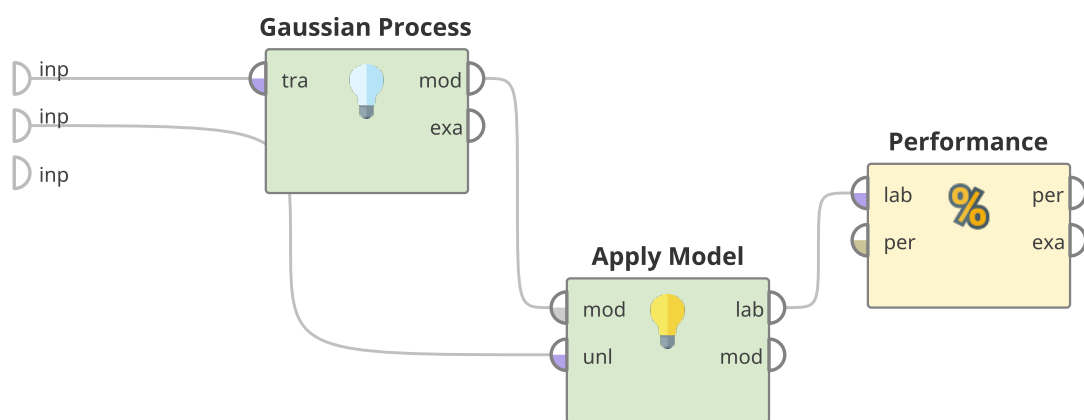 Gaussian Process
inp
tra
mod
inp
exa
inp
Performance
lab
per
per
exa
Apply Model
mod
lab
unl
mod